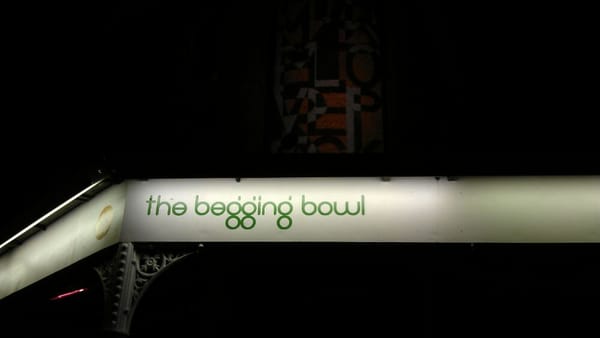 the begging bowl